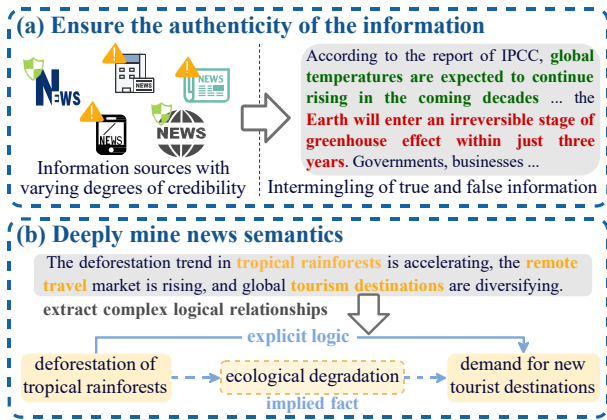 (a) Ensure the authenticity of the information
NEWS
NEWS
NEWS
NEWS
Information sources with
varying degrees of credibility
According to the report of IPCC, global
temperatures are expected to continue
rising in the coming decades ... the
Earth will enter an irreversible stage of
greenhouse effect within just three
years. Governments, businesses ...
Intermingling of true and false information
(b) Deeply mine news semantics
The deforestation trend in tropical rainforests is accelerating, the remote
travel market is rising, and global tourism destinations are diversifying.
extract complex logical relationships
explicit logic
deforestation of
tropical rainforests
ecological degradation
demand for new
tourist destinations
implied fact